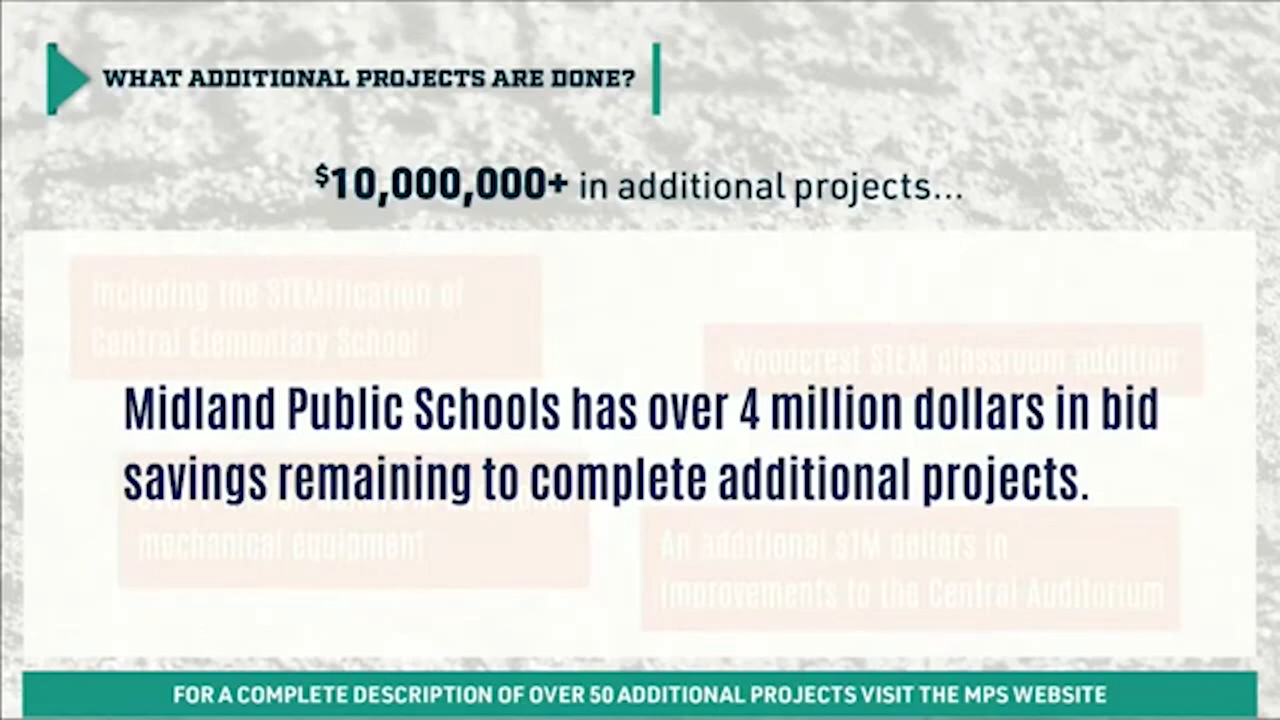 WHAT ADDITIONAL PROJECTS ARE DONE?
$10,000,000+ in additional projects...
Including the STEMification of
Central Elementary School
Woodcrest STEM classroom addition
Midland Public Schools has over 4 million dollars in bid
savings remaining to complete additional projects.
mechanical equipment
An additional $1M dollars in
improvements to the Central Auditorium
FOR A COMPLETE DESCRIPTION OF OVER 50 ADDITIONAL PROJECTS VISIT THE MPS WEBSITE